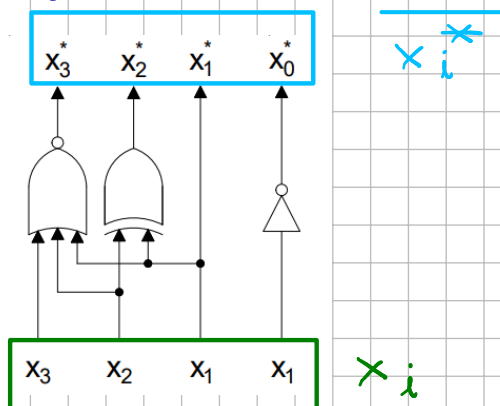 x₃* x₂* x₁* x₀*
x i*
x₃ x₂ x₁ x₁
x i